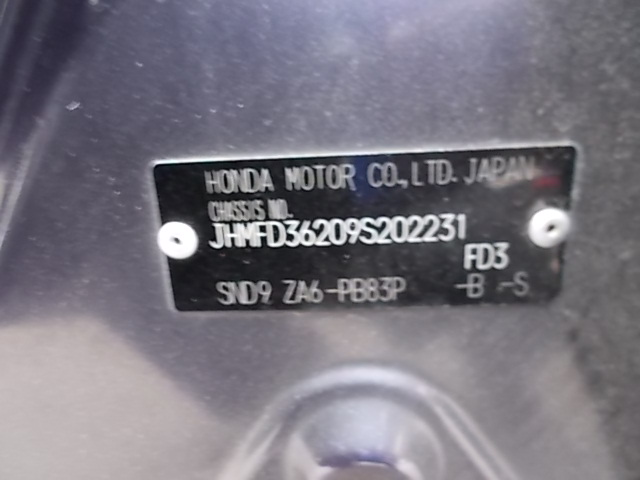 HONDA MOTOR CO.,LTD. JAPAN
CHASSIS NO.
JHMFD36209S202231
FD3
SND9 ZA6-PB83P -B -S